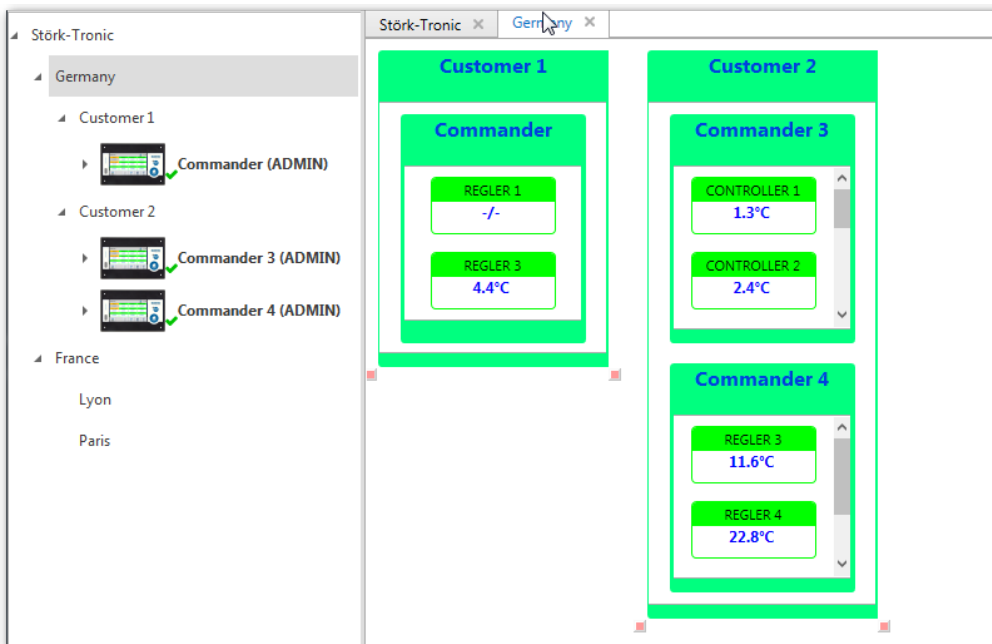 Störk-Tronic
Germany
Customer 1
Commander (ADMIN)
Customer 2
Commander 3 (ADMIN)
Commander 4 (ADMIN)
France
Lyon
Paris
Störk-Tronic
Germany
Customer 1
Commander
REGLER 1
-/-
REGLER 3
4.4°C
Customer 2
Commander 3
CONTROLLER 1
1.3°C
CONTROLLER 2
2.4°C
Commander 4
REGLER 3
11.6°C
REGLER 4
22.8°C